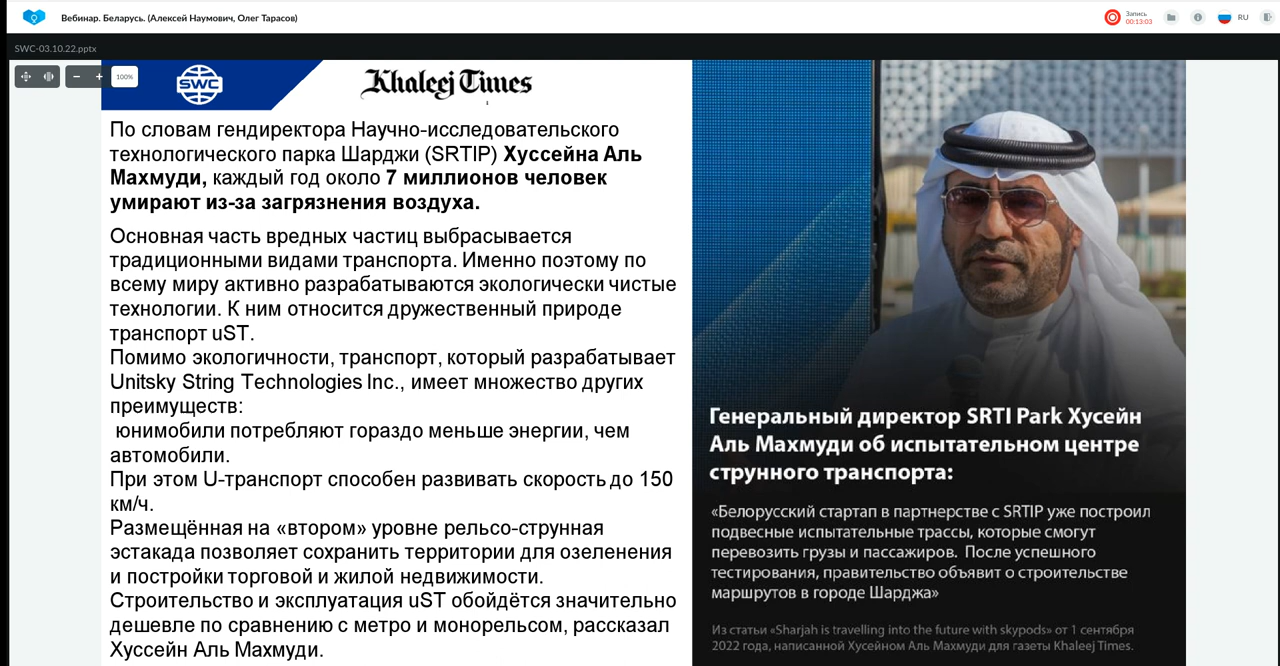 Вебинар. Беларусь. (Алексей Наумович, Олег Тарасов)
Запись
00:13:03
RU
SWC-03.10.22.pptx
100%
SWC
Khaleej Times
1
По словам гендиректора Научно-исследовательского
технологического парка Шарджи (SRTIP) Хуссейна Аль
Махмуди, каждый год около 7 миллионов человек
умирают из-за загрязнения воздуха.
Основная часть вредных частиц выбрасывается
традиционными видами транспорта. Именно поэтому по
всему миру активно разрабатываются экологически чистые
технологии. К ним относится дружественный природе
транспорт uST.
Помимо экологичности, транспорт, который разрабатывает
Unitsky String Technologies Inc., имеет множество других
преимуществ:
юнимобили потребляют гораздо меньше энергии, чем
автомобили.
При этом U-транспорт способен развивать скорость до 150
км/ч.
Размещённая на «втором» уровне рельсо-струнная
эстакада позволяет сохранить территории для озеленения
и постройки торговой и жилой недвижимости.
Строительство и эксплуатация uST обойдётся значительно
дешевле по сравнению с метро и монорельсом, рассказал
Хуссейн Аль Махмуди.
Генеральный директор SRTI Park Хусейн
Аль Махмуди об испытательном центре
струнного транспорта:
«Белорусский стартап в партнерстве с SRTIP уже построил
подвесные испытательные трассы, которые смогут
перевозить грузы и пассажиров. После успешного
тестирования, правительство объявит о строительстве
маршрутов в городе Шарджа»
Из статьи «Sharjah is travelling into the future with skypods» от 1 сентября
2022 года, написанной Хусейном Аль Махмуди для газеты Khaleej Times.